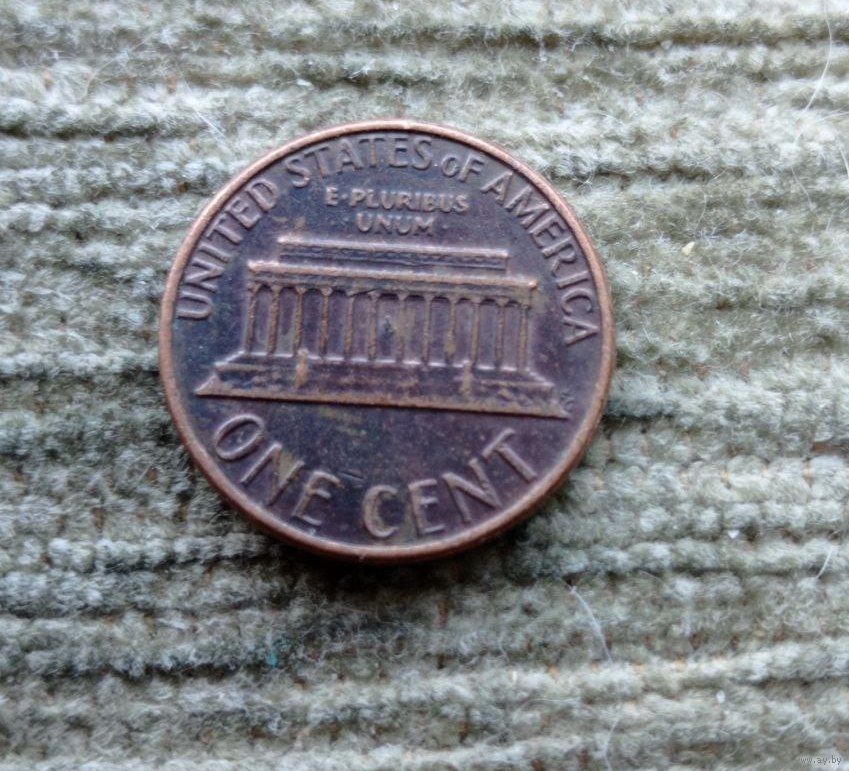 UNITED STATES OF AMERICA
E·PLURIBUS
·UNUM·
ONE CENT
www.ay.by